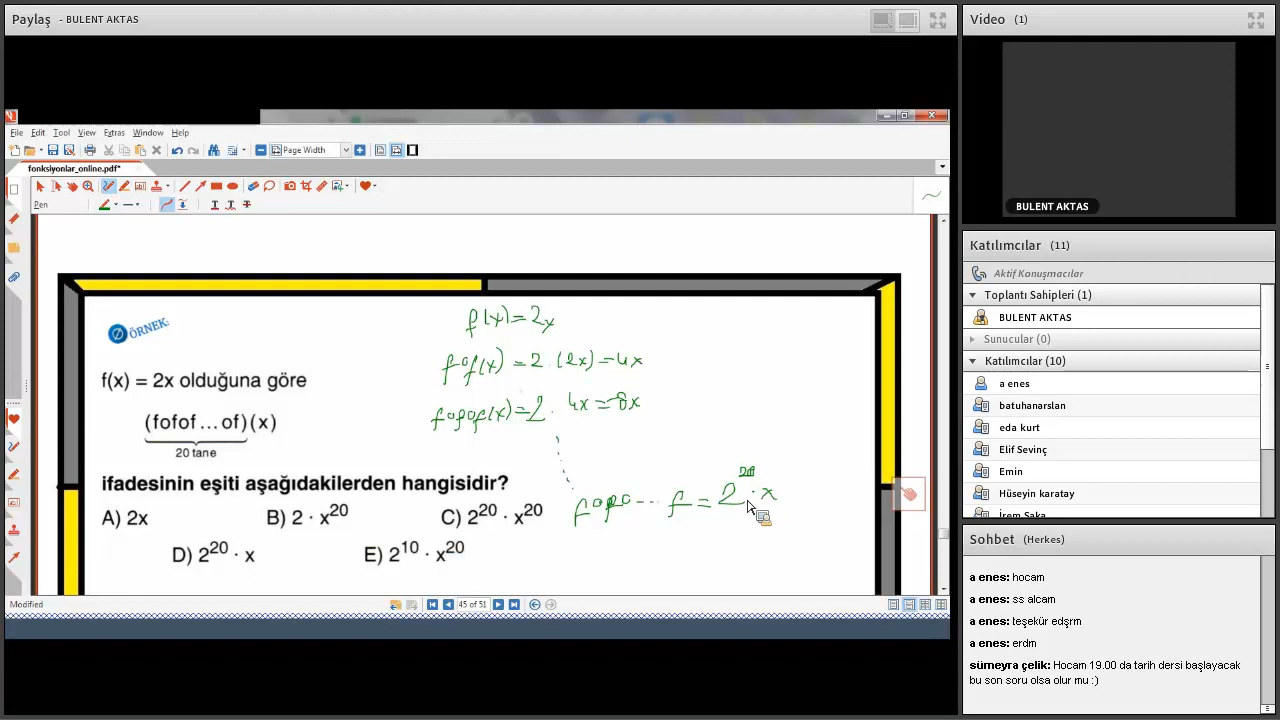 Paylaş - BULENT AKTAS
File Edit Tool View Extras Window Help
Page Width
fonksiyonlar_online.pdf*
Pen
ÖRNEK:
f(x) = 2x olduğuna göre
(fofof ... of)(x)
20 tane
ifadesinin eşiti aşağıdakilerden hangisidir?
A) 2x B) 2 · x^20 C) 2^20 · x^20
D) 2^20 · x E) 2^10 · x^20
f(x) = 2x
fof(x) = 2 · (2x) = 4x
fofof(x) = 2 · 4x = 8x
fofo --- f = 2^20 · x
Modified
45 of 51
Video (1)
BULENT AKTAS
Katılımcılar (11)
Aktif Konuşmacılar
Toplantı Sahipleri (1)
BULENT AKTAS
Sunucular (0)
Katılımcılar (10)
a enes
batuhanarslan
eda kurt
Elif Sevinç
Emin
Hüseyin karatay
İrem Saka
Sohbet (Herkes)
a enes: hocam
a enes: ss alcam
a enes: teşekür edşrm
a enes: erdm
sümeyra çelik: Hocam 19.00 da tarih dersi başlayacak
bu son soru olsa olur mu :)